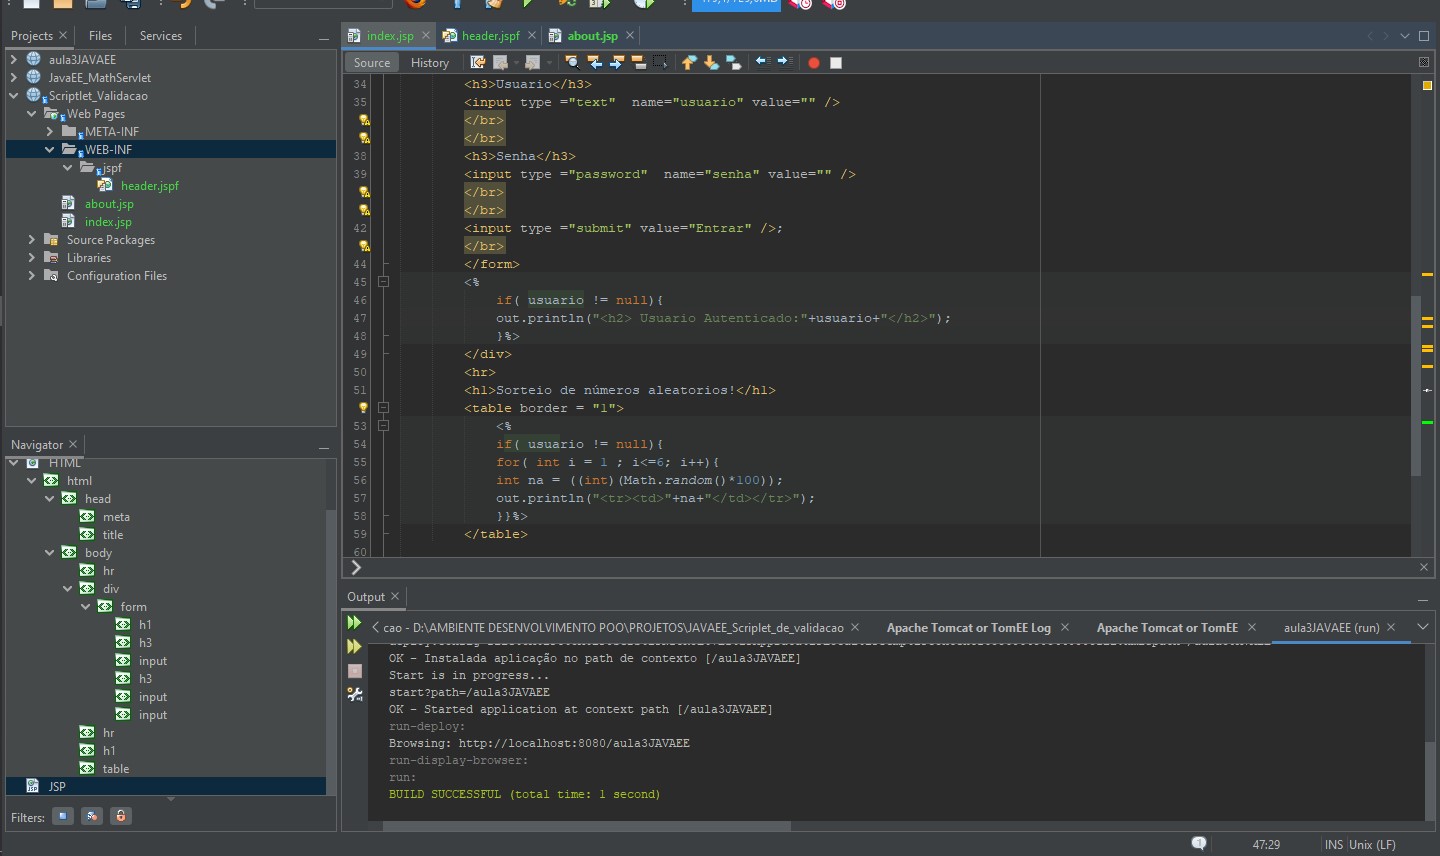 Projects
Files
Services
aula3JAVAEE
JavaEE_MathServlet
Scriptlet_Validacao
Web Pages
META-INF
WEB-INF
jspf
header.jspf
about.jsp
index.jsp
Source Packages
Libraries
Configuration Files
Navigator
HTML
html
head
meta
title
body
hr
div
form
h1
h3
input
h3
input
input
hr
h1
table
JSP
Filters:
index.jsp
header.jspf
about.jsp
Source
History
34 <h3>Usuario</h3>
35 <input type ="text"  name="usuario" value="" />
</br>
</br>
38 <h3>Senha</h3>
39 <input type ="password"  name="senha" value="" />
</br>
</br>
42 <input type ="submit" value="Entrar" />;
</br>
44 </form>
45 <%
46 if( usuario != null){
47 out.println("<h2> Usuario Autenticado:"+usuario+"</h2>");
48 }%>
49 </div>
50 <hr>
51 <h1>Sorteio de números aleatorios!</h1>
<table border = "1">
53 <%
54 if( usuario != null){
55 for( int i = 1 ; i<=6; i++){
56 int na = ((int)(Math.random()*100));
57 out.println("<tr><td>"+na+"</td></tr>");
58 }}%>
59 </table>
60
Output
cao - D:\AMBIENTE DESENVOLVIMENTO POO\PROJETOS\JAVAEE_Scriplet_de_validacao
Apache Tomcat or TomEE Log
Apache Tomcat or TomEE
aula3JAVAEE (run)
OK - Instalada aplicação no path de contexto [/aula3JAVAEE]
Start is in progress...
start?path=/aula3JAVAEE
OK - Started application at context path [/aula3JAVAEE]
run-deploy:
Browsing: http://localhost:8080/aula3JAVAEE
run-display-browser:
run:
BUILD SUCCESSFUL (total time: 1 second)
1
47:29
INS
Unix (LF)